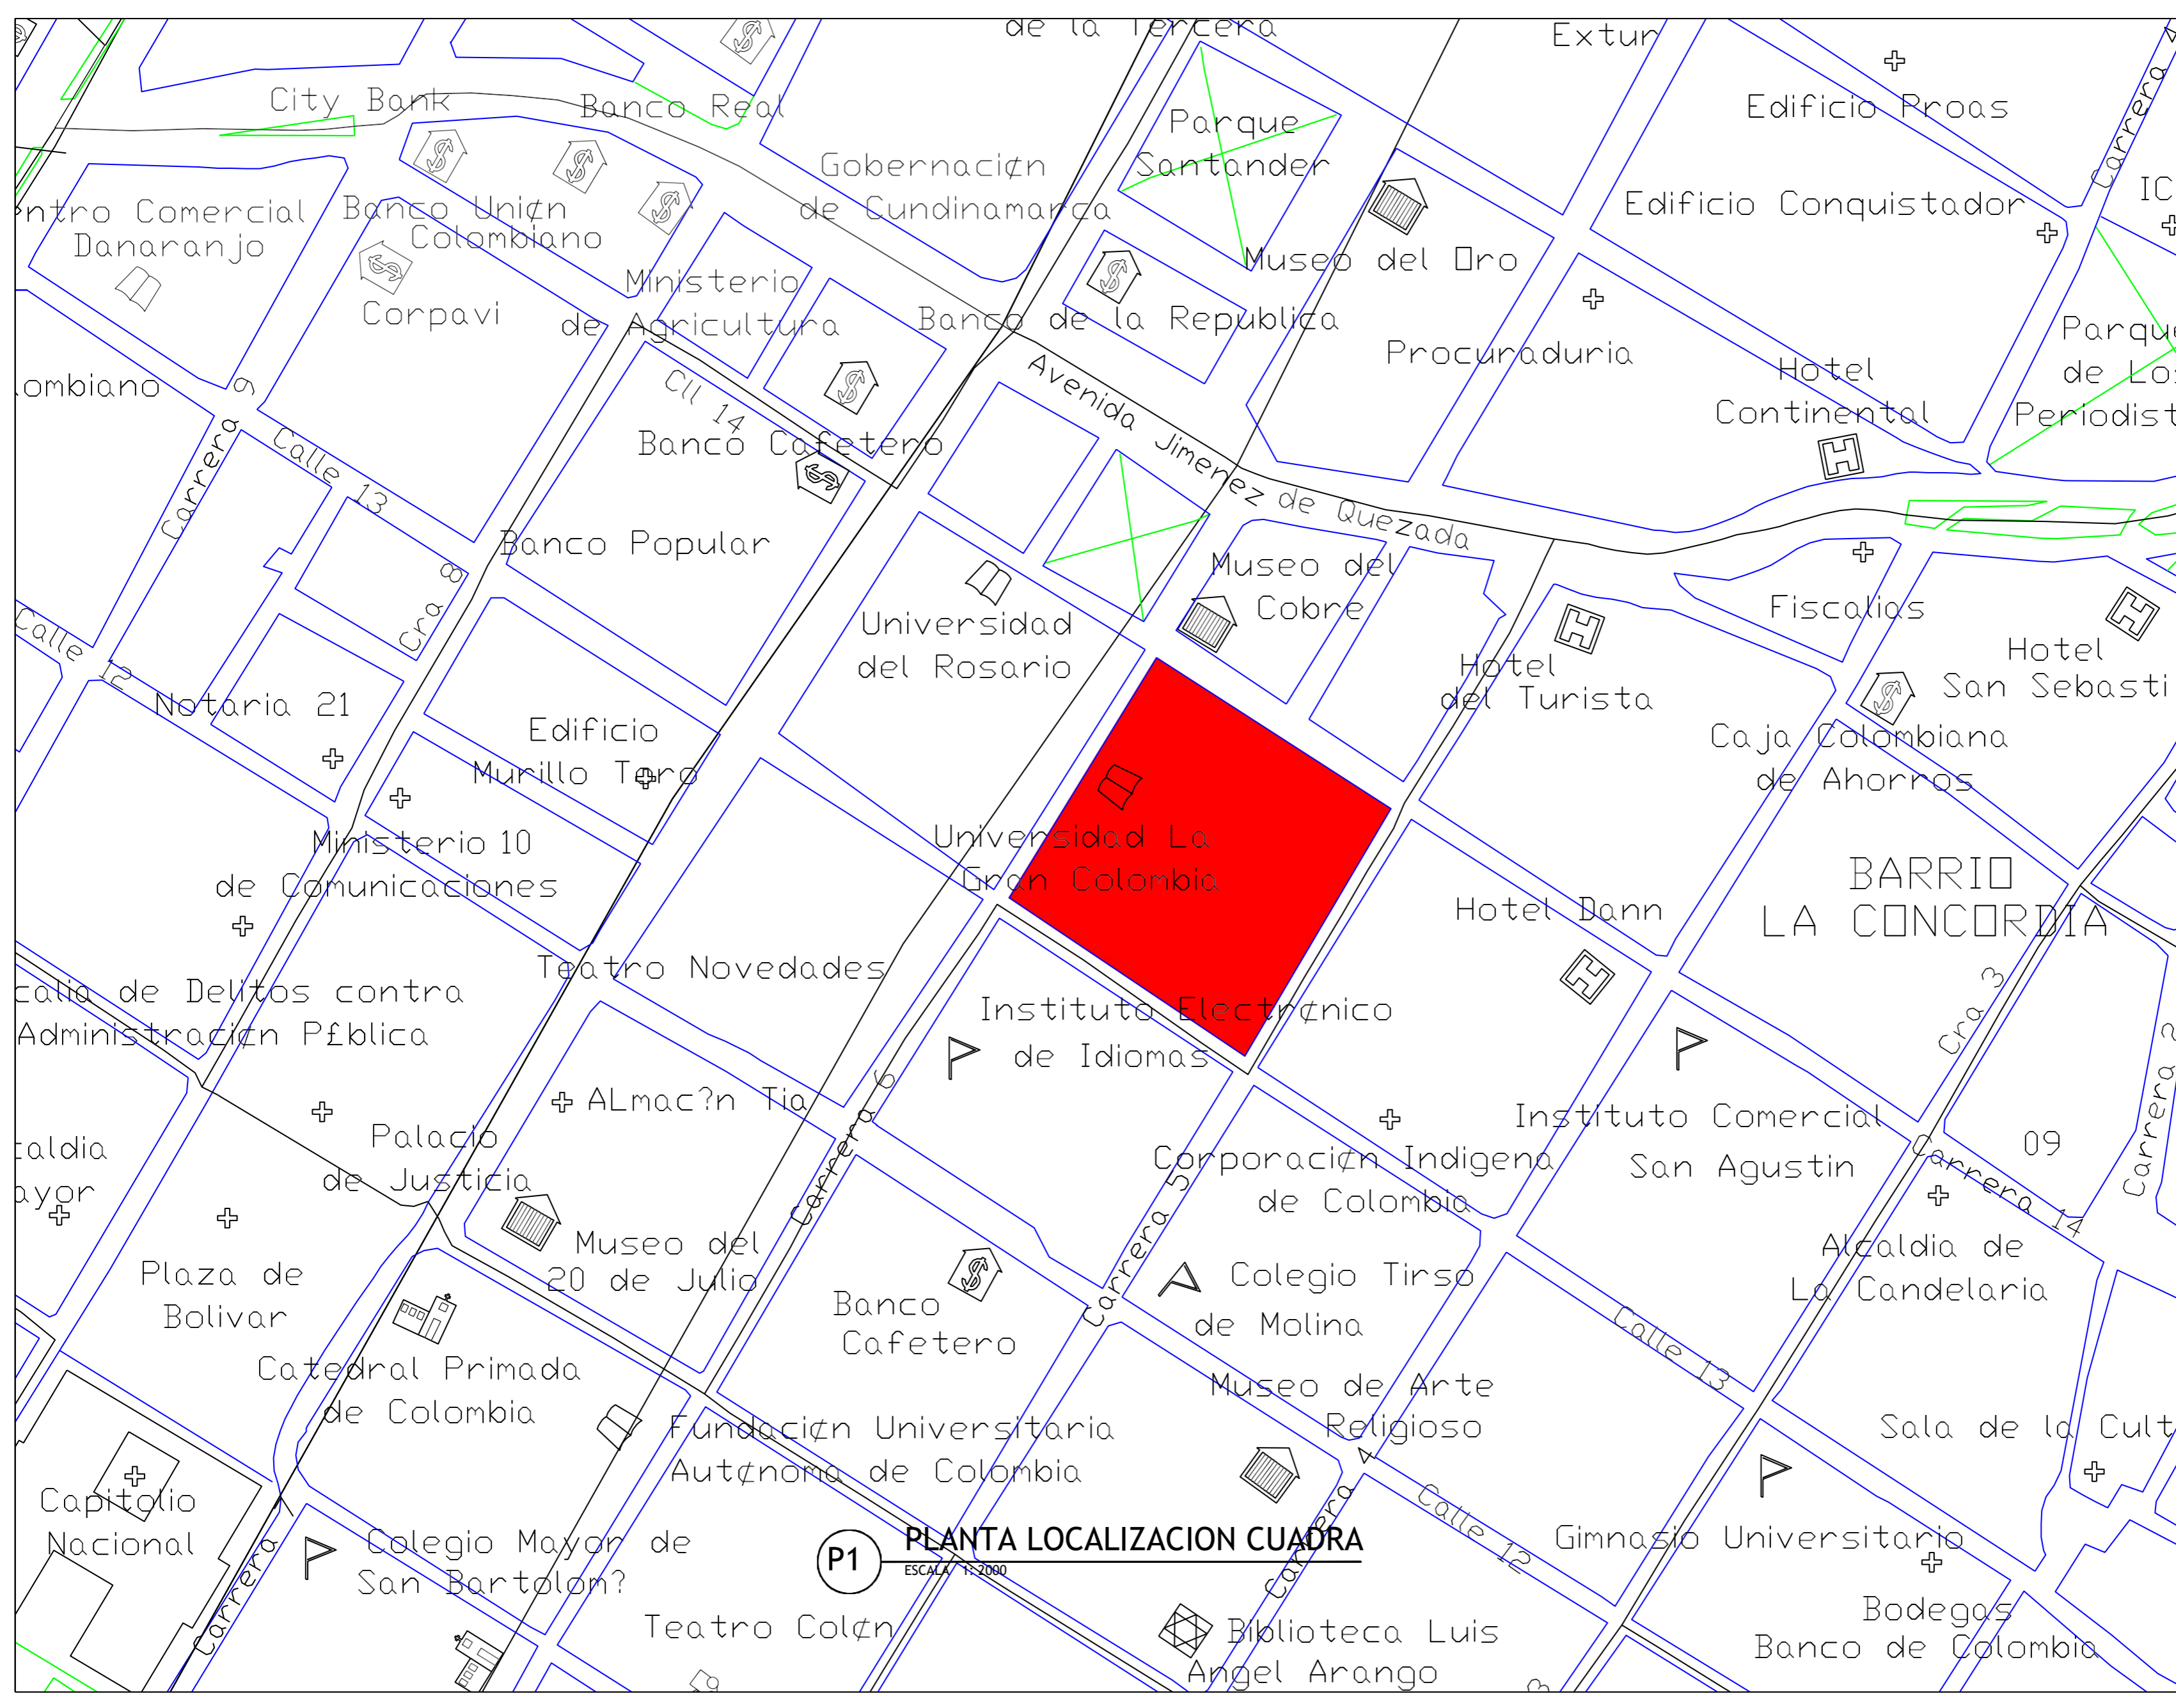 de la Tercera
Extur
City Bank
Banco Real
Parque
Santander
Edificio Proas
Carrera
Gobernaci¢n
de Cundinamarca
ntro Comercial
Danaranjo
Banco Uni¢n
Colombiano
Edificio Conquistador
IC
Museo del Oro
Corpavi
Ministerio
de Agricultura
Banco de la Republica
Procuraduria
Parque
de Los
Periodist
Hotel
Continental
ombiano
Cll 14
Avenida Jimenez de Quezada
Banco Cafetero
Carrera 9
Calle 13
Banco Popular
Cra 8
Museo del
Cobre
Universidad
del Rosario
Fiscalias
Calle 12
Hotel
del Turista
Hotel
San Sebasti
Notaria 21
Edificio
Murillo Toro
Caja Colombiana
de Ahorros
Ministerio 10
de Comunicaciones
Universidad La
Gran Colombia
BARRIO
LA CONCORDIA
Hotel Dann
Teatro Novedades
calia de Delitos contra
Administraci¢n P£blica
Instituto Electr¢nico
de Idiomas
Cra 3
Carrera 2
ALmac?n Tia
Carrera 6
Instituto Comercial
San Agustin
09
Palacio
de Justicia
caldia
ayor
Corporaci¢n Indigena
de Colombia
Carrera 14
Carrera 5
Museo del
20 de Julio
Plaza de
Bolivar
Alcaldia de
La Candelaria
Colegio Tirso
de Molina
Banco
Cafetero
Calle 13
Catedral Primada
de Colombia
Museo de Arte
Religioso
Fundaci¢n Universitaria
Aut¢noma de Colombia
Sala de la Cult
Carrera 4
Calle 12
Capitolio
Nacional
Carrera 7
Colegio Mayor de
San Bartolom?
P1
PLANTA LOCALIZACION CUADRA
ESCALA 1: 2000
Gimnasio Universitario
Teatro Col¢n
Biblioteca Luis
Angel Arango
Bodegas
Banco de Colombia
3